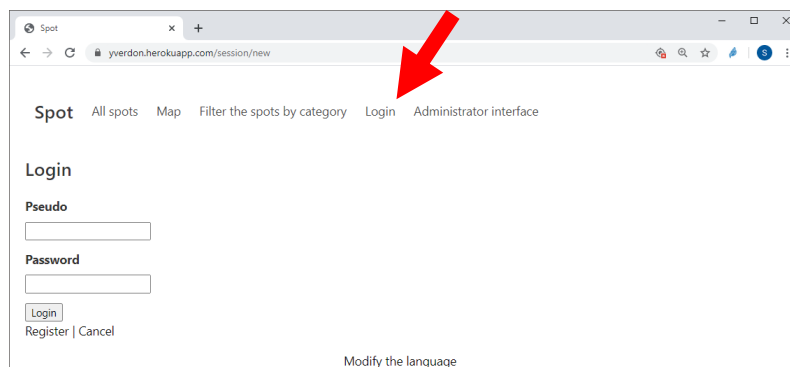 Spot
yverdon.herokuapp.com/session/new
S
Spot All spots Map Filter the spots by category Login Administrator interface
Login
Pseudo
Password
Login
Register | Cancel
Modify the language